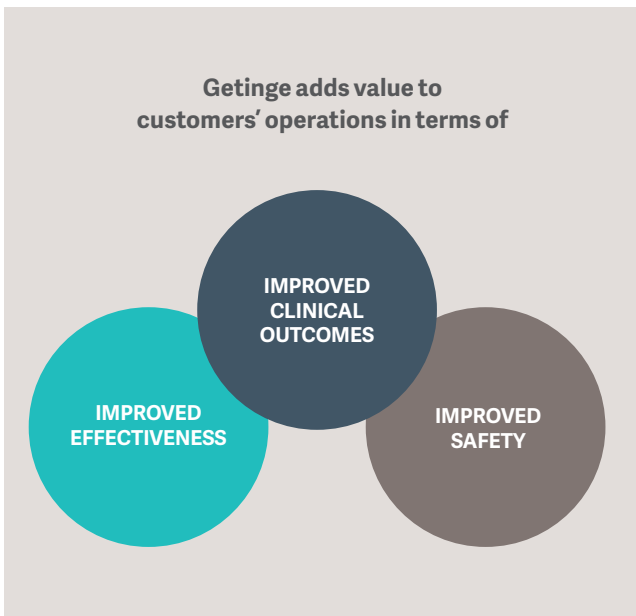 Getinge adds value to
customers’ operations in terms of
IMPROVED
CLINICAL
OUTCOMES
IMPROVED
EFFECTIVENESS
IMPROVED
SAFETY